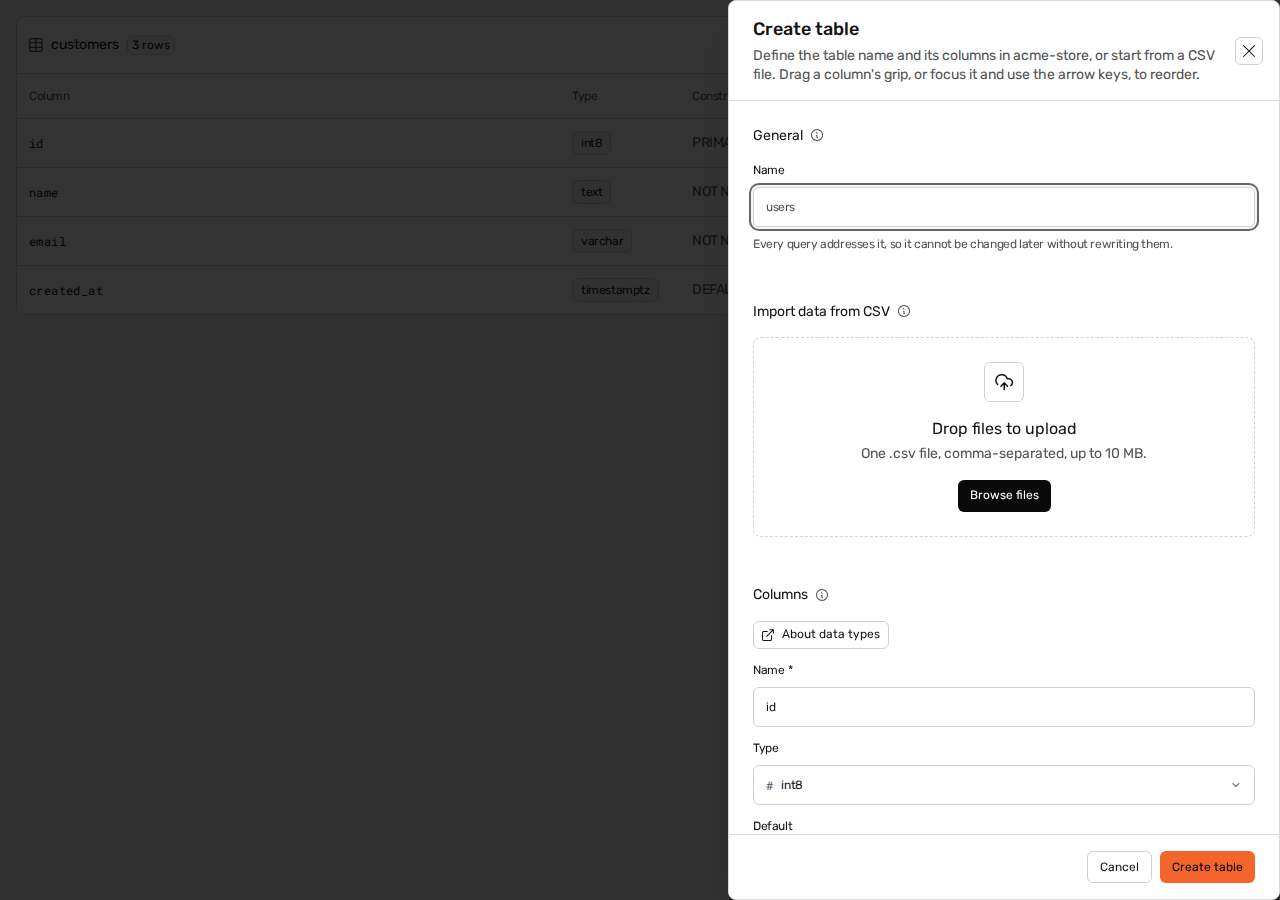 customers 3 rows
Column Type Constr
id int8 PRIMA
name text NOT N
email varchar NOT N
created_at timestamptz DEFAU
Create table
Define the table name and its columns in acme-store, or start from a CSV
file. Drag a column's grip, or focus it and use the arrow keys, to reorder.
General
Name
users
Every query addresses it, so it cannot be changed later without rewriting them.
Import data from CSV
Drop files to upload
One .csv file, comma-separated, up to 10 MB.
Browse files
Columns
About data types
Name *
id
Type
# int8
Default
Cancel Create table